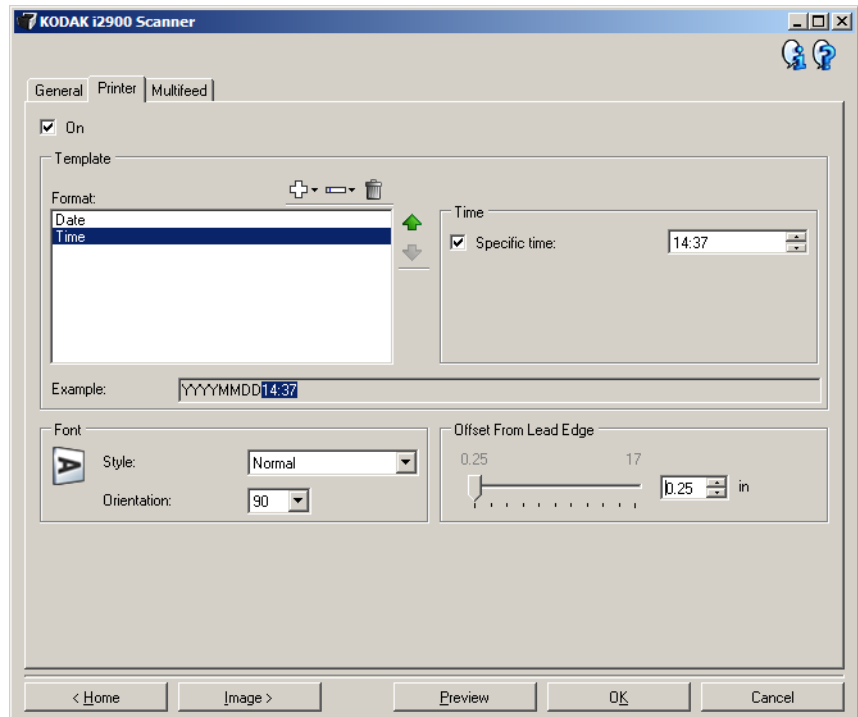 KODAK i2900 Scanner
General Printer Multifeed
On
Template
Format:
Date
Time
Time
Specific time: 14:37
Example: YYYYMMDD14:37
Font
Style: Normal
Orientation: 90
Offset From Lead Edge
0.25 17
0.25 in
< Home Image > Preview OK Cancel